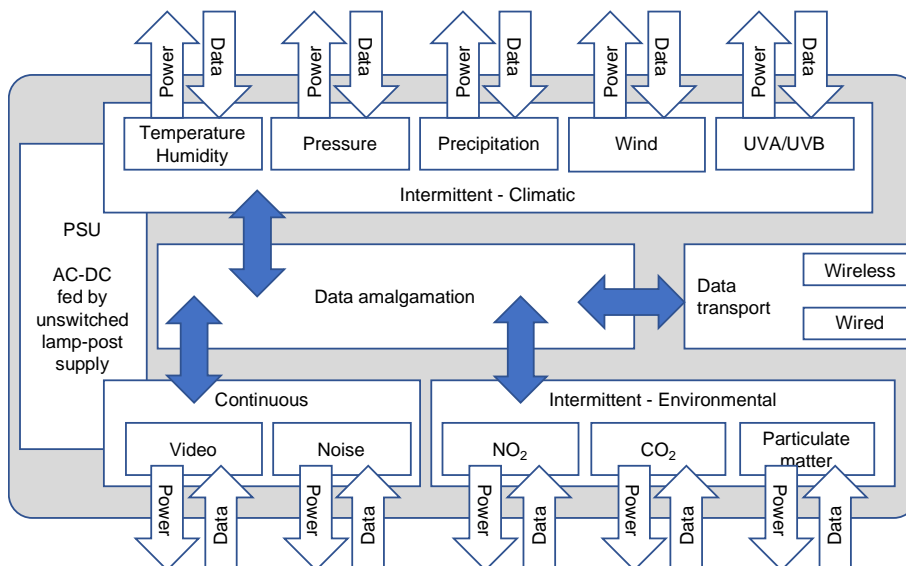 Power
Data
Power
Data
Power
Data
Power
Data
Power
Data
Temperature
Humidity
Pressure
Precipitation
Wind
UVA/UVB
Intermittent - Climatic
PSU
AC-DC
fed by
unswitched
lamp-post
supply
Data amalgamation
Data
transport
Wireless
Wired
Continuous
Video
Noise
Intermittent - Environmental
NO₂
CO₂
Particulate
matter
Power
Data
Power
Data
Power
Data
Power
Data
Power
Data